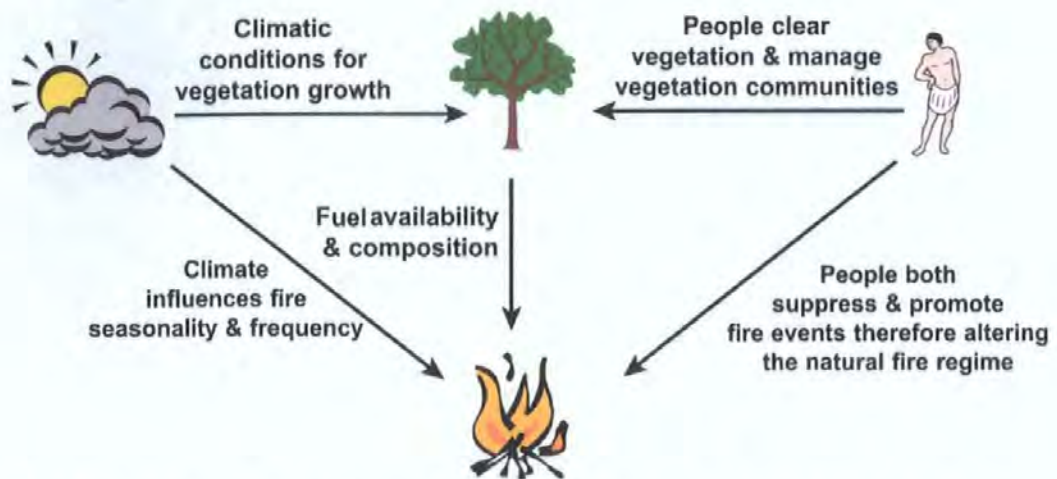 Climatic
conditions for
vegetation growth
People clear
vegetation & manage
vegetation communities
Fuel availability
& composition
Climate
influences fire
seasonality & frequency
People both
suppress & promote
fire events therefore altering
the natural fire regime